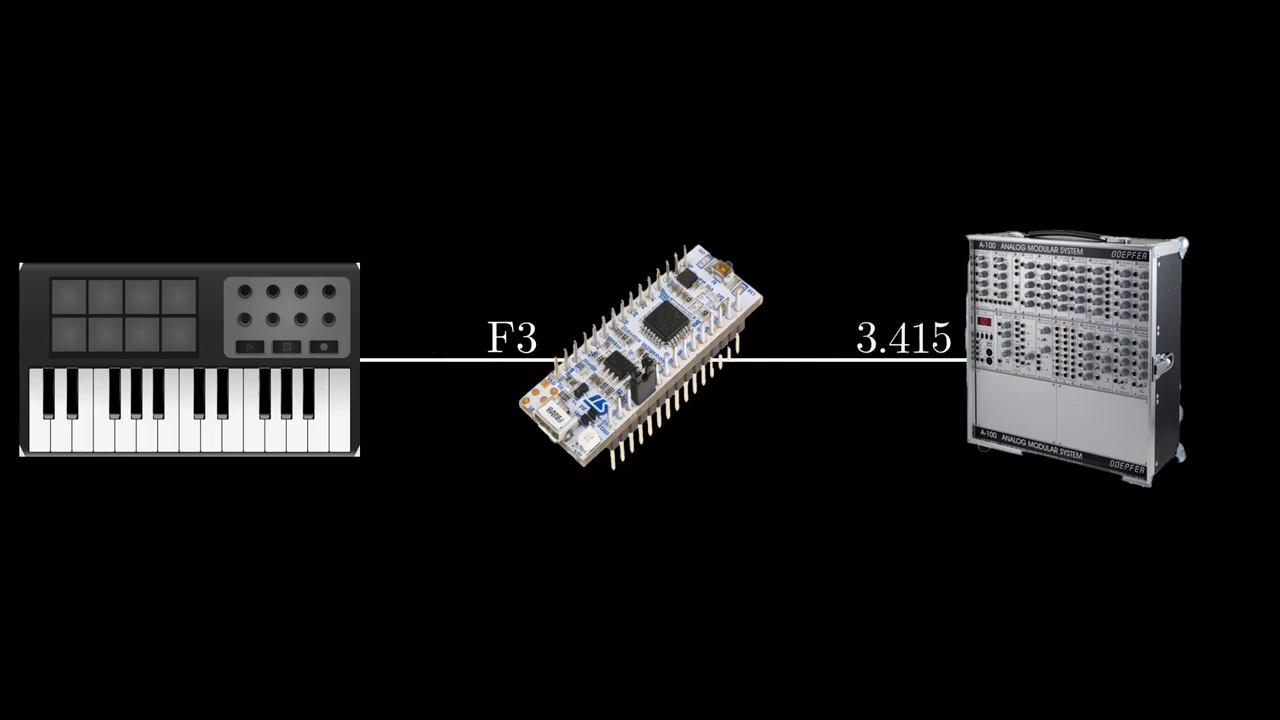 F3
3.415
A-100 ANALOG MODULAR SYSTEM
DOEPFER
A-100 ANALOG MODULAR SYSTEM
DOEPFER